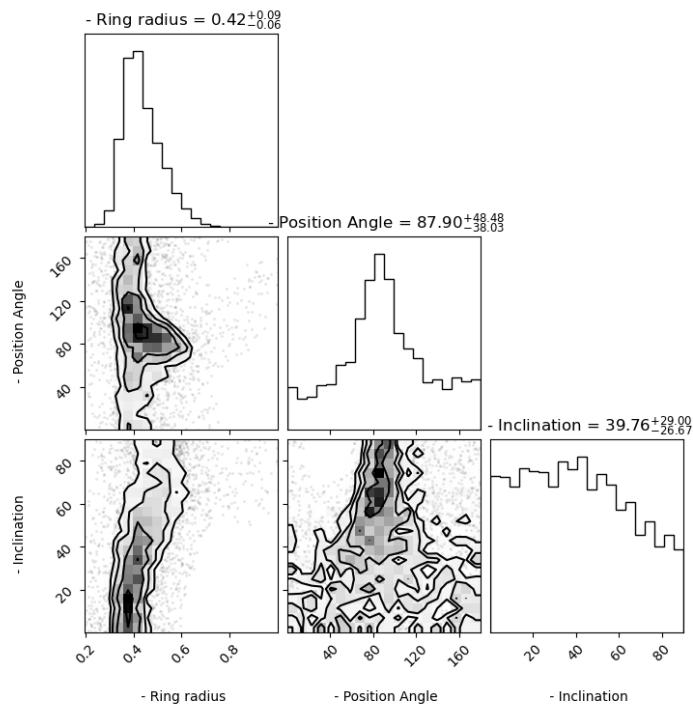 - Ring radius = 0.42+0.09 −0.06
- Position Angle = 87.90+48.48 −38.03
160
120
80
40
- Position Angle
- Inclination = 39.76+29.00 −26.67
80
60
40
20
- Inclination
0.2 0.4 0.6 0.8 40 80 120 160 20 40 60 80
- Ring radius - Position Angle - Inclination